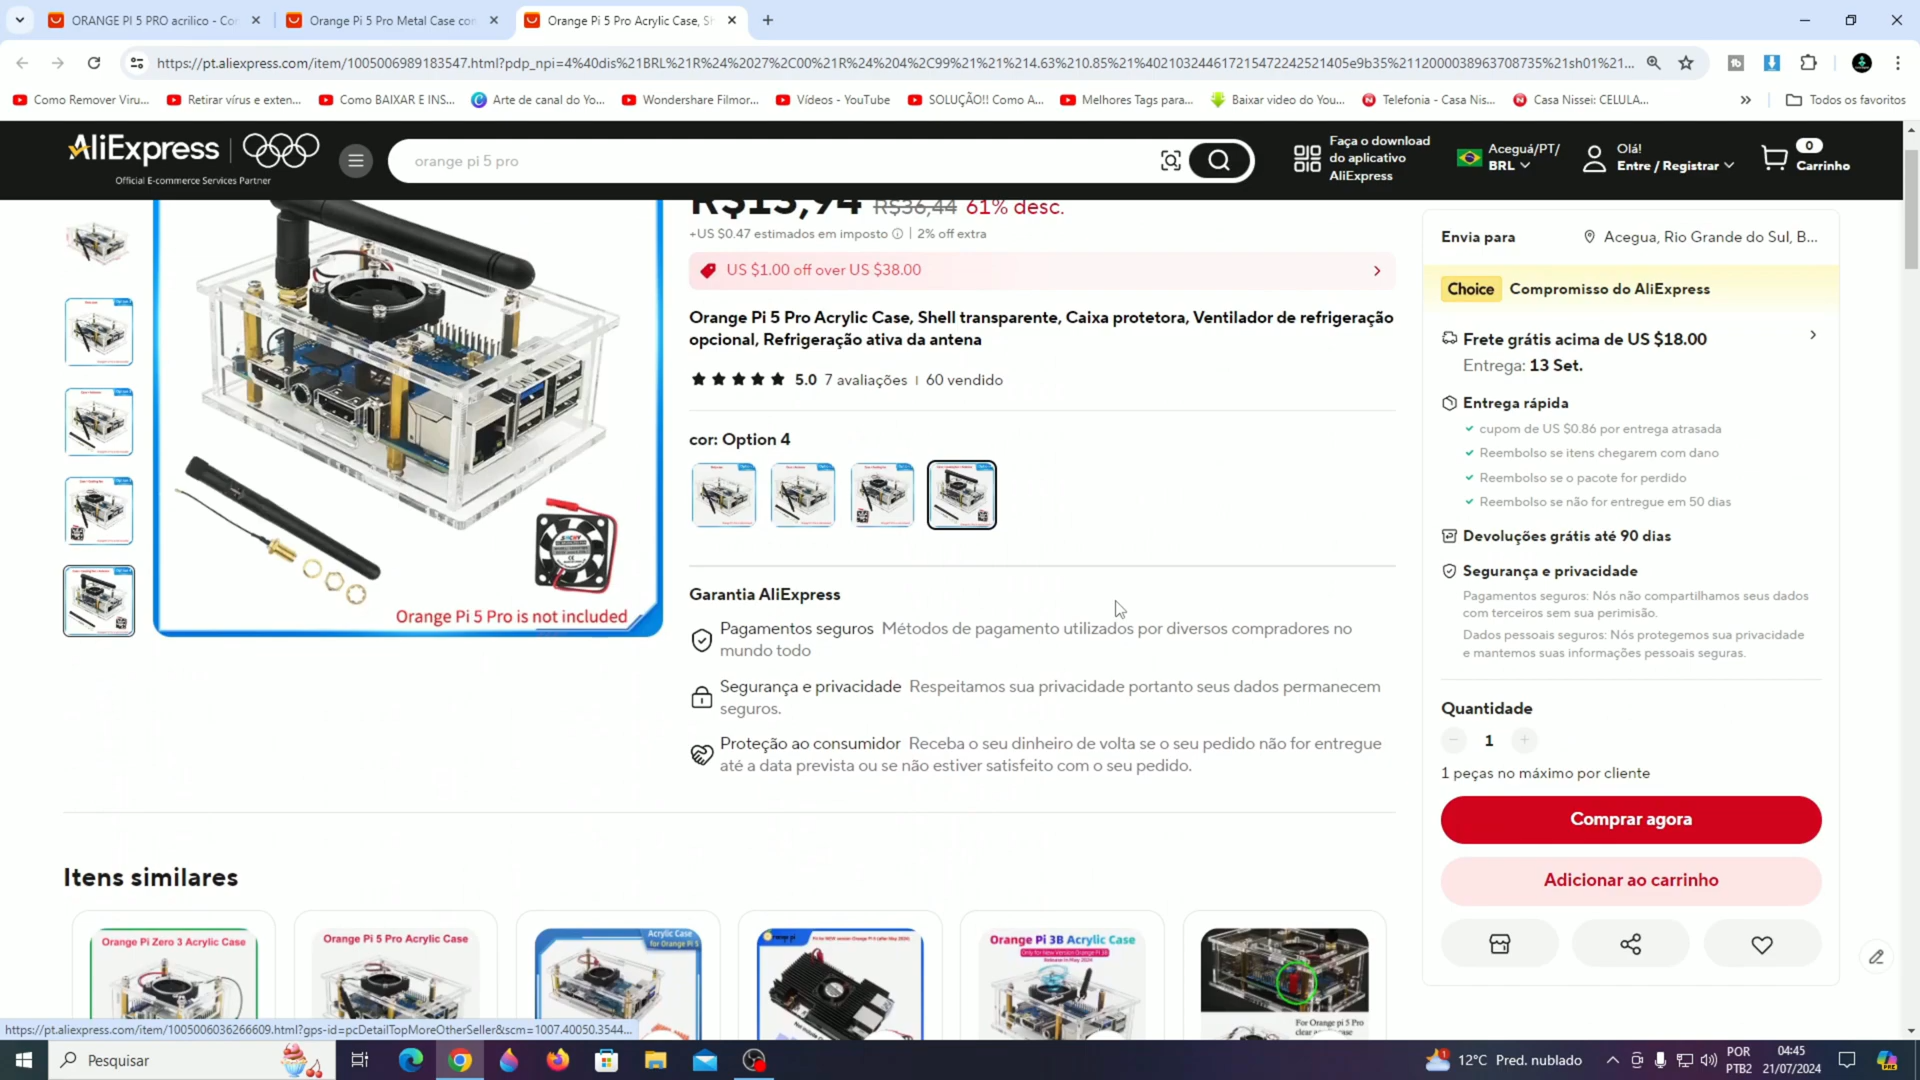 ORANGE PI 5 PRO acrilico - Co
Orange Pi 5 Pro Metal Case co
Orange Pi 5 Pro Acrylic Case, S
https://pt.aliexpress.com/item/1005006989183547.html?pdp_npi=4%40dis%21BRL%21R%24%2027%2C00%21R%24%204%2C99%21%21%214.63%210.85%21%402103244617215472242521405e9b35%2112000038963708735%21sh01%21...
Como Remover Viru...
Retirar vírus e exten...
Como BAIXAR E INS...
Arte de canal do Yo...
Wondershare Filmor...
Vídeos - YouTube
SOLUÇÃO!! Como A...
Melhores Tags para...
Baixar video do You...
Telefonia - Casa Nis...
Casa Nissei: CELULA...
Todos os favoritos
AliExpress
Official E-commerce Services Partner
orange pi 5 pro
Faça o download
do aplicativo
AliExpress
Aceguá/PT/
BRL
Olá!
Entre / Registrar
0
Carrinho
R$13,94 R$36,44 61% desc.
+US $0.47 estimados em imposto | 2% off extra
US $1.00 off over US $38.00
Orange Pi 5 Pro Acrylic Case, Shell transparente, Caixa protetora, Ventilador de refrigeração
opcional, Refrigeração ativa da antena
5.0 7 avaliações | 60 vendido
cor: Option 4
Orange Pi 5 Pro is not included
Garantia AliExpress
Pagamentos seguros Métodos de pagamento utilizados por diversos compradores no
mundo todo
Segurança e privacidade Respeitamos sua privacidade portanto seus dados permanecem
seguros.
Proteção ao consumidor Receba o seu dinheiro de volta se o seu pedido não for entregue
até a data prevista ou se não estiver satisfeito com o seu pedido.
Envia para
Acegua, Rio Grande do Sul, B...
Choice Compromisso do AliExpress
Frete grátis acima de US $18.00
Entrega: 13 Set.
Entrega rápida
cupom de US $0.86 por entrega atrasada
Reembolso se itens chegarem com dano
Reembolso se o pacote for perdido
Reembolso se não for entregue em 50 dias
Devoluções grátis até 90 dias
Segurança e privacidade
Pagamentos seguros: Nós não compartilhamos seus dados
com terceiros sem sua perimisão.
Dados pessoais seguros: Nós protegemos sua privacidade
e mantemos suas informações pessoais seguras.
Quantidade
1
1 peças no máximo por cliente
Comprar agora
Adicionar ao carrinho
Itens similares
Orange Pi Zero 3 Acrylic Case
Orange Pi 5 Pro Acrylic Case
Acrylic Case
for Orange Pi 5
Orange Pi 3B Acrylic Case
For Orange pi 5 Pro
https://pt.aliexpress.com/item/1005006036266609.html?gps-id=pcDetailTopMoreOtherSeller&scm=1007.40050.3544...
Pesquisar
12°C Pred. nublado
POR
PTB2
04:45
21/07/2024